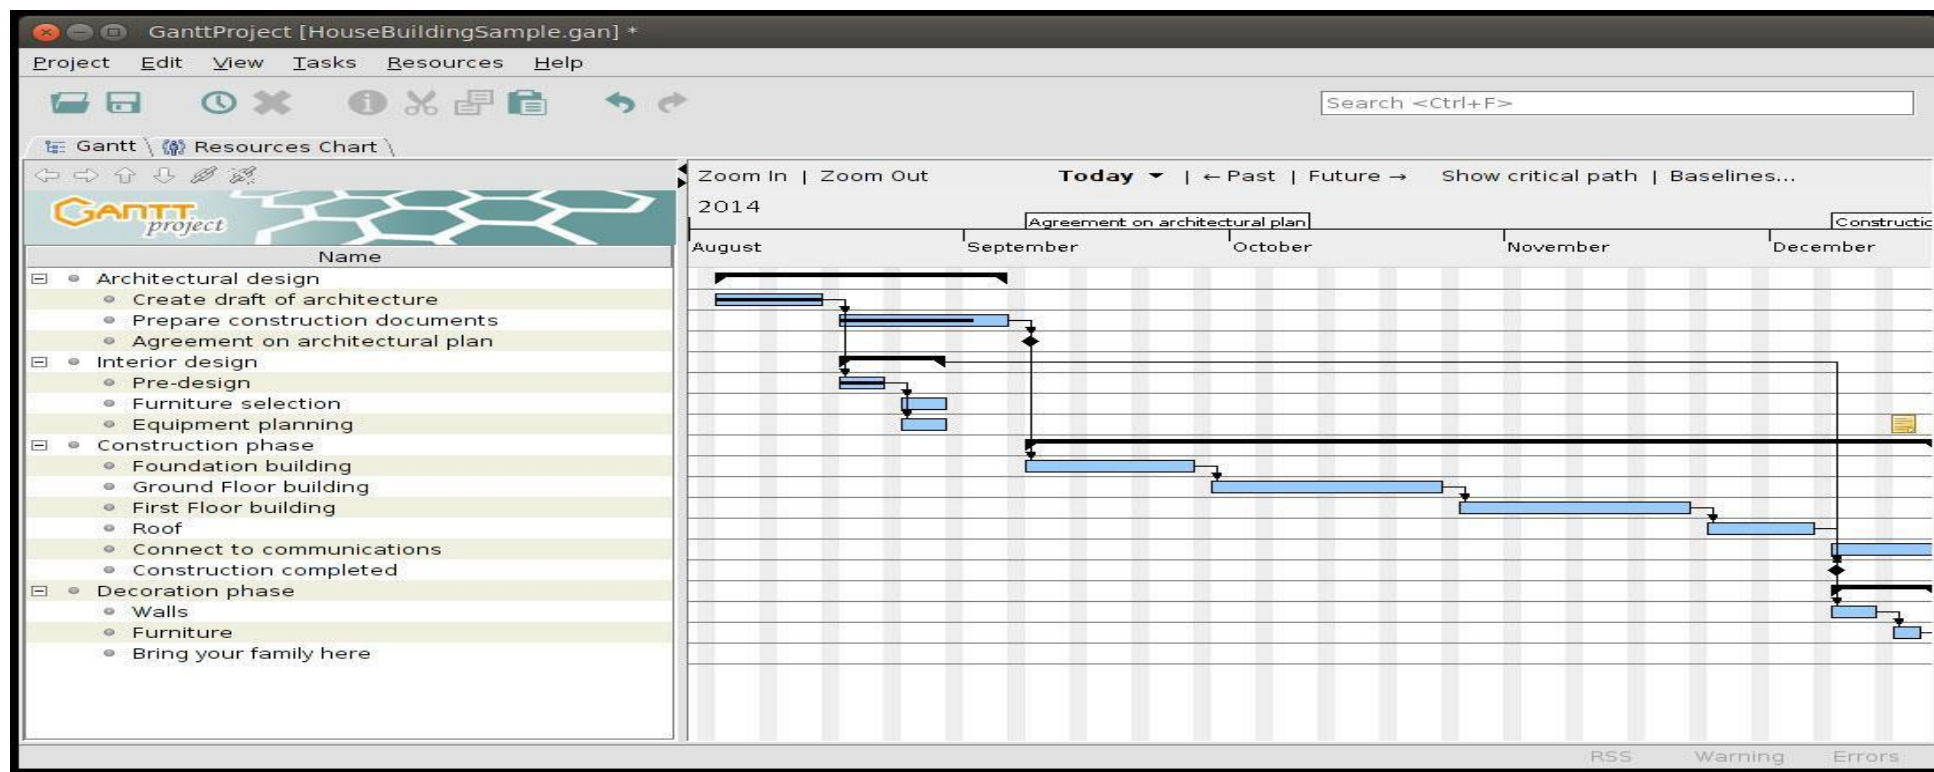 GanttProject [HouseBuildingSample.gan] *
Project Edit View Tasks Resources Help
Search <Ctrl+F>
Gantt Resources Chart
Zoom In | Zoom Out Today | ←Past | Future → Show critical path | Baselines...
GANTT project
2014
Agreement on architectural plan Constructic
August September October November December
Name
Architectural design
Create draft of architecture
Prepare construction documents
Agreement on architectural plan
Interior design
Pre-design
Furniture selection
Equipment planning
Construction phase
Foundation building
Ground Floor building
First Floor building
Roof
Connect to communications
Construction completed
Decoration phase
Walls
Furniture
Bring your family here
RSS Warning Errors